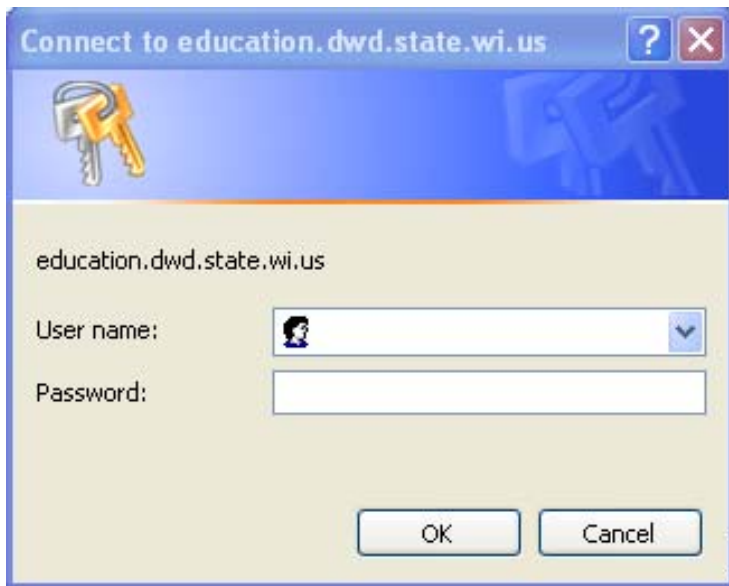 Connect to education.dwd.state.wi.us ?
education.dwd.state.wi.us
User name:
Password:
OK Cancel